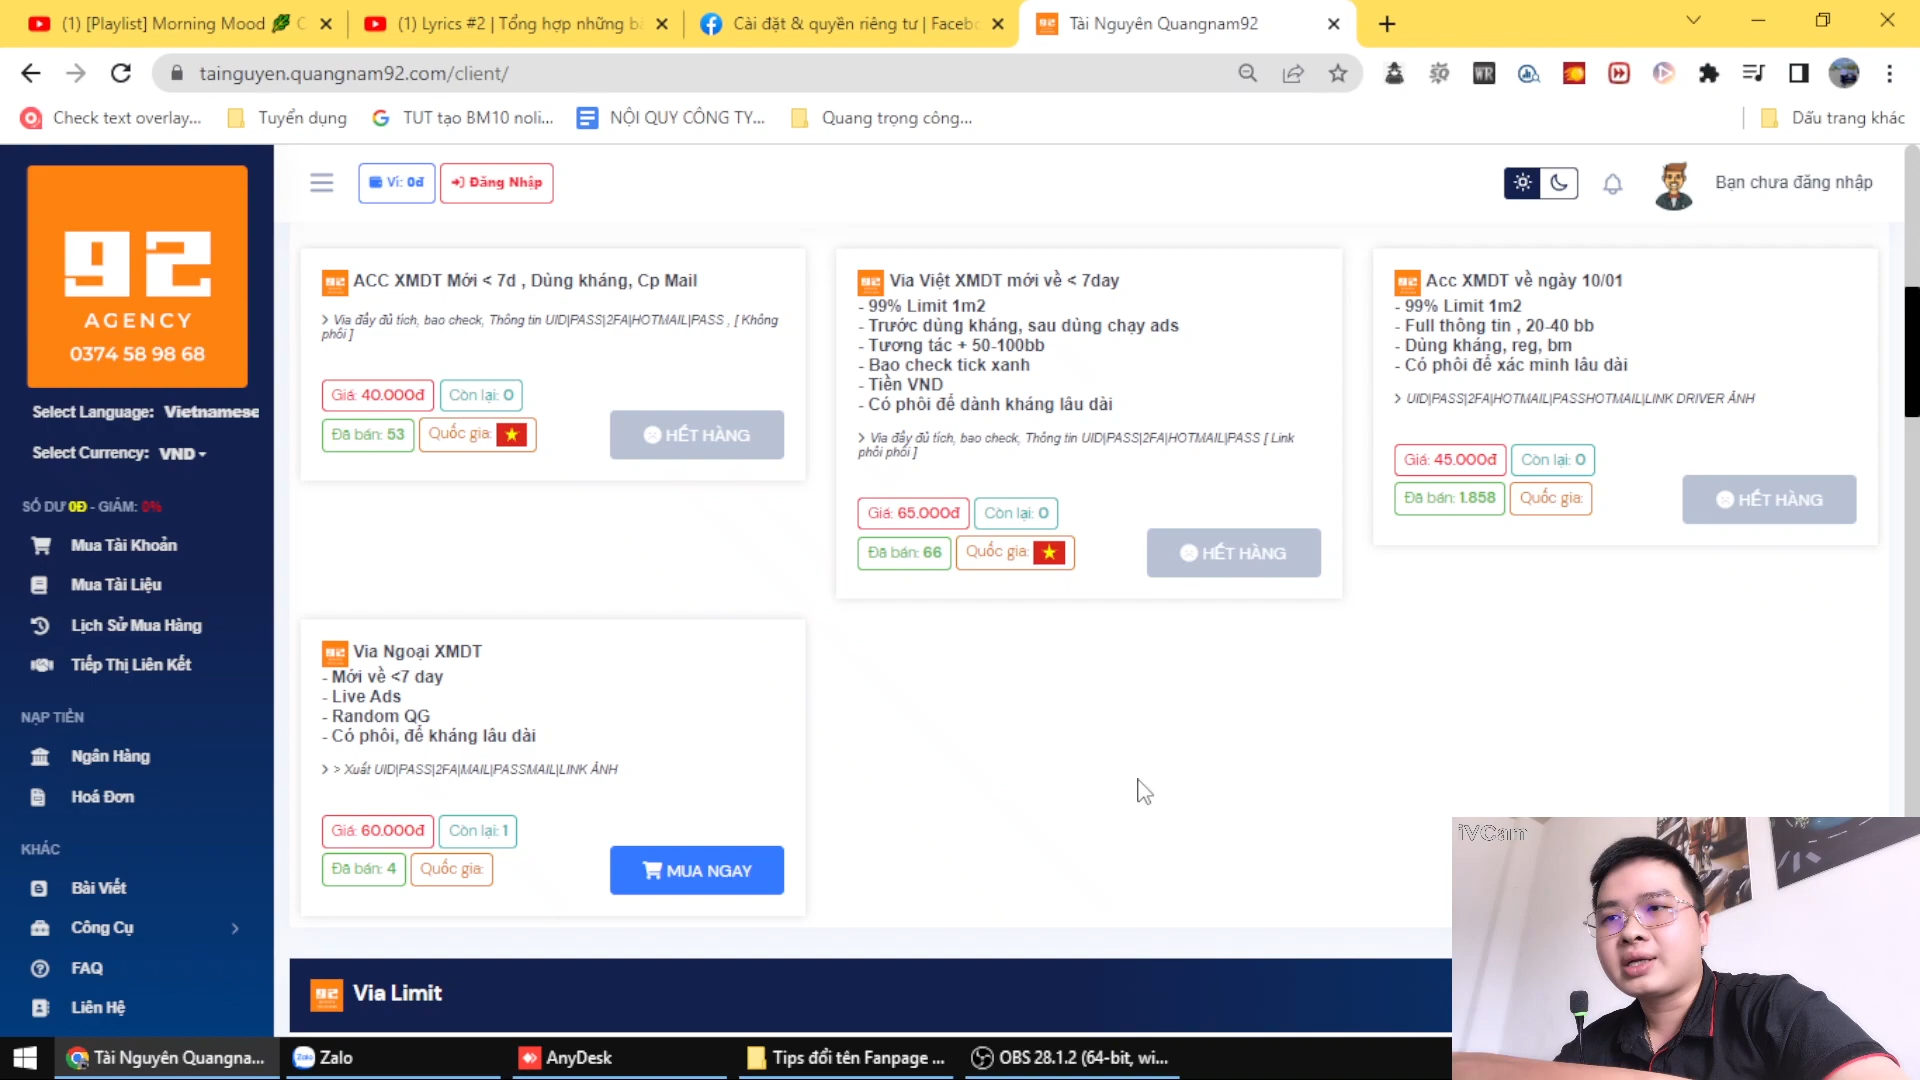 (1) [Playlist] Morning Mood
(1) Lyrics #2 | Tổng hợp những b
Cài đặt & quyền riêng tư | Facebo
Tài Nguyên Quangnam92
tainguyen.quangnam92.com/client/
Check text overlay...
Tuyển dụng
TUT tạo BM10 noli...
NỘI QUY CÔNG TY...
Quang trọng công...
Dấu trang khác
92
AGENCY
0374 58 98 68
Ví: 0đ
Đăng Nhập
Bạn chưa đăng nhập
Select Language: Vietnamese
Select Currency: VND
SỐ DƯ 0Đ - GIẢM: 0%
Mua Tài Khoản
Mua Tài Liệu
Lịch Sử Mua Hàng
Tiếp Thị Liên Kết
NẠP TIỀN
Ngân Hàng
Hoá Đơn
KHÁC
Bài Viết
Công Cụ
FAQ
Liên Hệ
ACC XMDT Mới < 7d , Dùng kháng, Cp Mail
> Via đầy đủ tích, bao check, Thông tin UID|PASS|2FA|HOTMAIL|PASS , [ Không
phôi ]
Giá: 40.000đ
Còn lại: 0
Đã bán: 53
Quốc gia:
HẾT HÀNG
Via Việt XMDT mới về < 7day
- 99% Limit 1m2
- Trước dùng kháng, sau dùng chạy ads
- Tương tác + 50-100bb
- Bao check tick xanh
- Tiền VND
- Có phôi để dành kháng lâu dài
> Via đầy đủ tích, bao check, Thông tin UID|PASS|2FA|HOTMAIL|PASS [ Link
phôi phôi ]
Giá: 65.000đ
Còn lại: 0
Đã bán: 66
Quốc gia:
HẾT HÀNG
Acc XMDT về ngày 10/01
- 99% Limit 1m2
- Full thông tin , 20-40 bb
- Dùng kháng, reg, bm
- Có phôi để xác minh lâu dài
> UID|PASS|2FA|HOTMAIL|PASSHOTMAIL|LINK DRIVER ẢNH
Giá: 45.000đ
Còn lại: 0
Đã bán: 1.858
Quốc gia:
HẾT HÀNG
Via Ngoại XMDT
- Mới về <7 day
- Live Ads
- Random QG
- Có phôi, để kháng lâu dài
> > Xuất UID|PASS|2FA|MAIL|PASSMAIL|LINK ẢNH
Giá: 60.000đ
Còn lại: 1
Đã bán: 4
Quốc gia:
MUA NGAY
Via Limit
iVCam
Tài Nguyên Quangna...
Zalo
AnyDesk
Tips đổi tên Fanpage ...
OBS 28.1.2 (64-bit, wi...